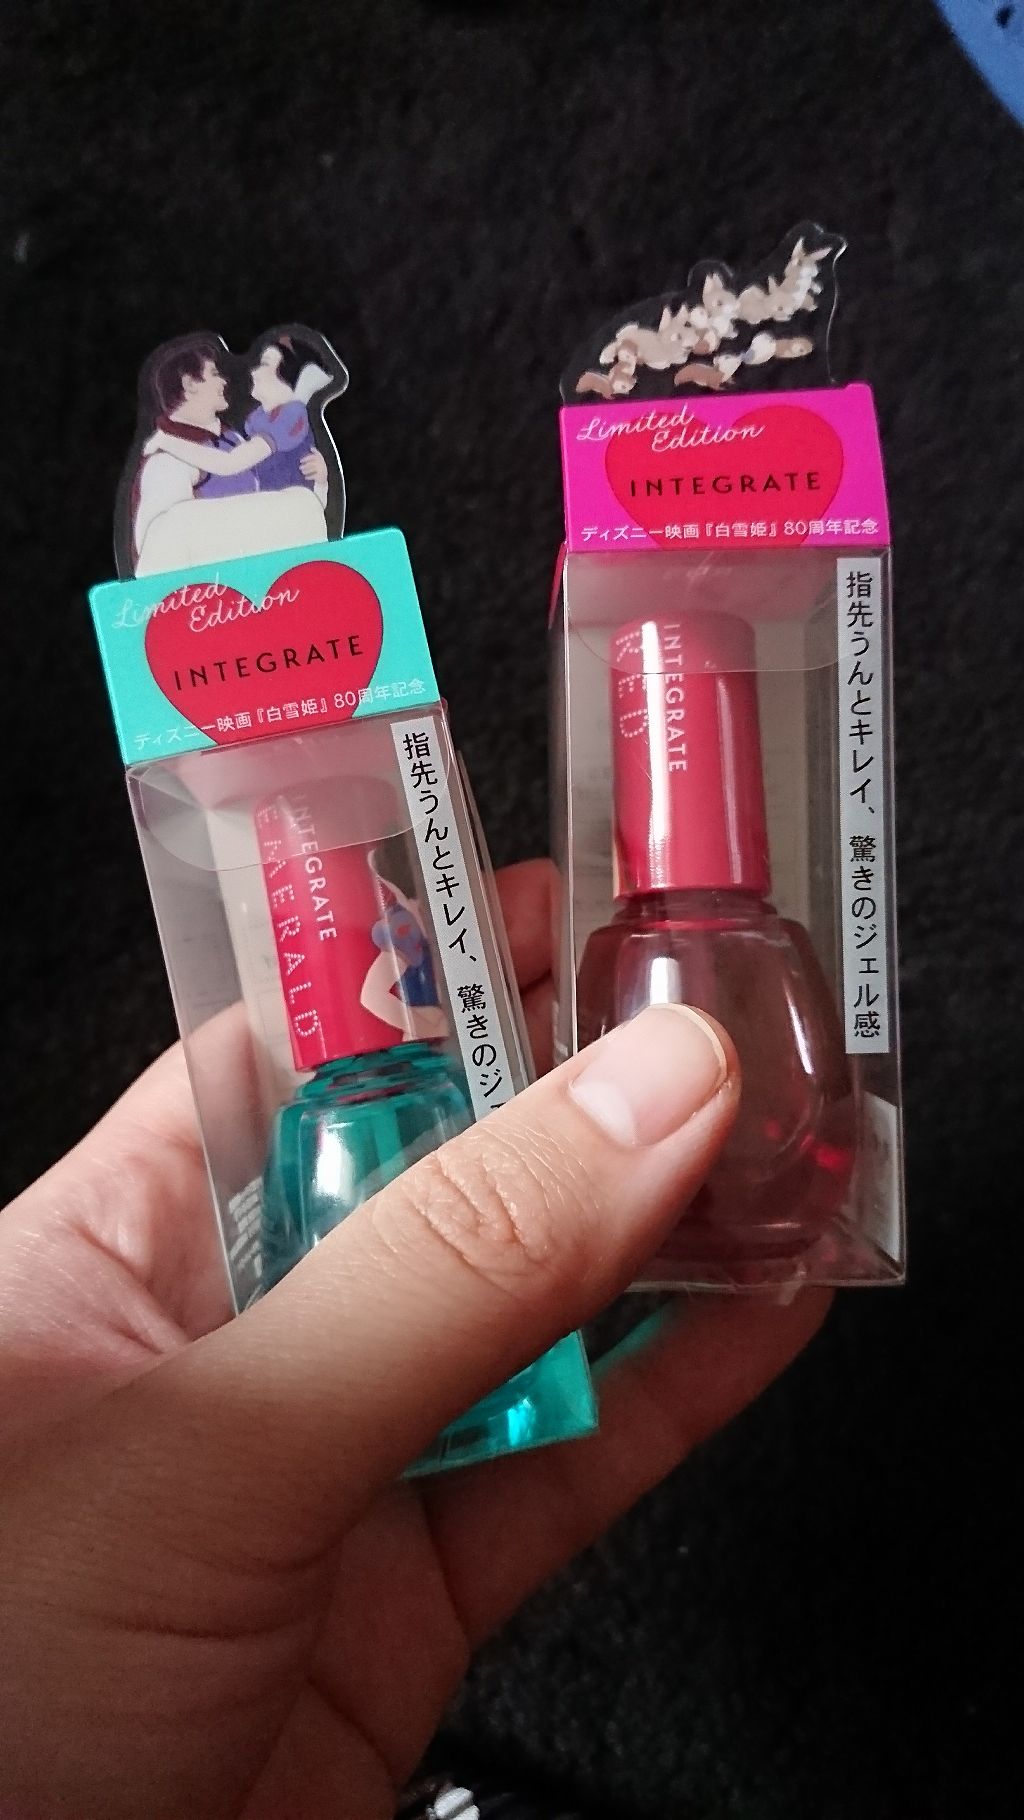 Limited
Edition
INTEGRATE
ディズニー映画『白雪姫』80周年記念
指先うんとキレイ、驚きのジ
INTEGRATE
EMERALD
Limited
Edition
INTEGRATE
ディズニー映画『白雪姫』80周年記念
指先うんとキレイ、驚きのジェル感
INTEGRATE
RED